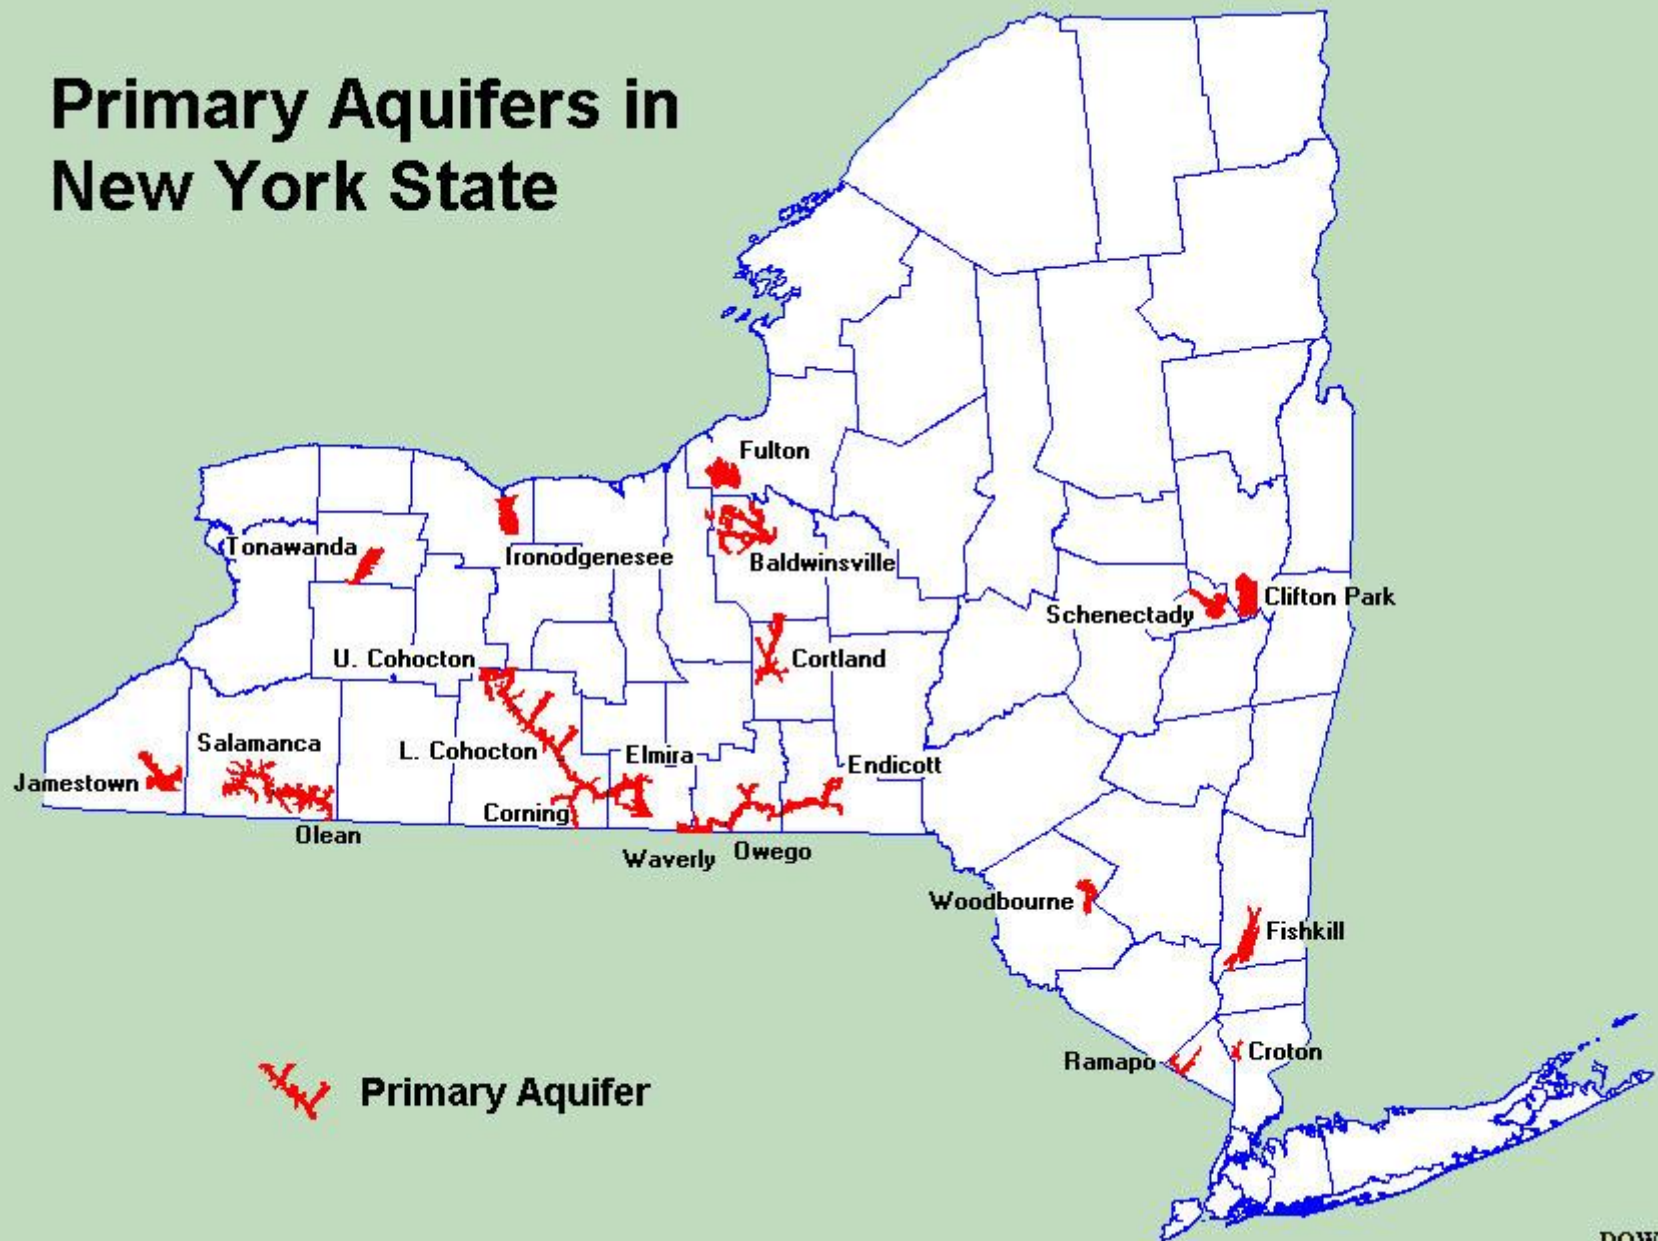 Primary Aquifers in
New York State
Fulton
Tonawanda
Ironodgenesee
Baldwinsville
Clifton Park
Schenectady
U. Cohocton
Cortland
Salamanca
L. Cohocton
Elmira
Endicott
Jamestown
Corning
Olean
Waverly
Owego
Woodbourne
Fishkill
Ramapo
Croton
Primary Aquifer
DOW